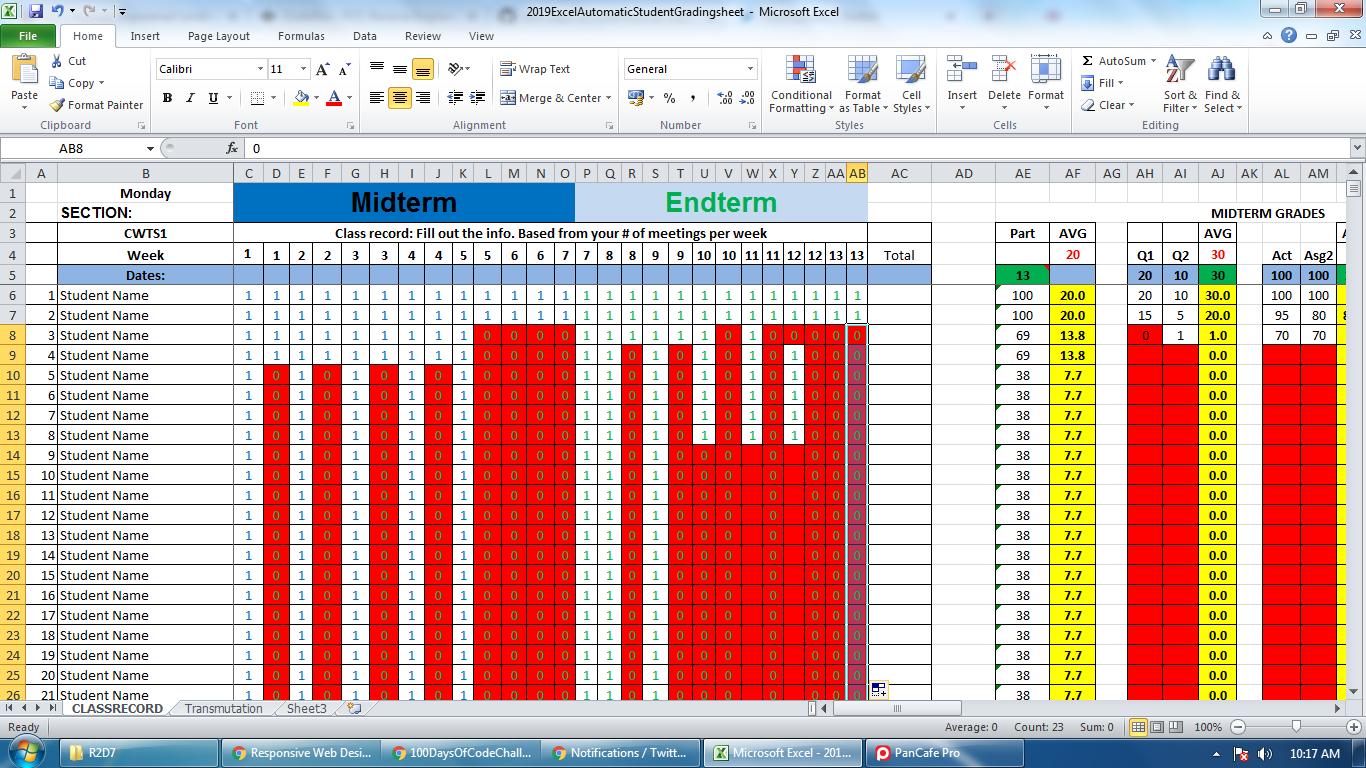 2019ExcelAutomaticStudentGradingsheet - Microsoft Excel
File Home Insert Page Layout Formulas Data Review View
Paste Cut Copy Format Painter Clipboard
Calibri 11 B I U Font
Wrap Text Merge & Center Alignment
General % , Number
Conditional Formatting Format as Table Cell Styles Styles
Insert Delete Format Cells
Σ AutoSum Fill Clear Sort & Filter Find & Select Editing
AB8 fx 0
A B C D E F G H I J K L M N O P Q R S T U V W X Y Z AA AB AC AD AE AF AG AH AI AJ AK AL AM
1 Monday Midterm Endterm
2 SECTION: MIDTERM GRADES
3 CWTS1 Class record: Fill out the info. Based from your # of meetings per week Part AVG AVG
4 Week 1 1 2 2 3 3 4 4 5 5 6 6 7 7 8 8 9 9 10 10 11 11 12 12 13 13 Total 20 Q1 Q2 30 Act Asg2
5 Dates: 13 20 10 30 100 100
6 1 Student Name 1 1 1 1 1 1 1 1 1 1 1 1 1 1 1 1 1 1 1 1 1 1 1 1 1 1 100 20.0 20 10 30.0 100 100
7 2 Student Name 1 1 1 1 1 1 1 1 1 1 1 1 1 1 1 1 1 1 1 1 1 1 1 1 1 1 100 20.0 15 5 20.0 95 80
8 3 Student Name 1 1 1 1 1 1 1 1 1 0 0 0 0 1 1 1 1 1 1 0 1 0 0 0 0 0 69 13.8 0 1 1.0 70 70
9 4 Student Name 1 1 1 1 1 1 1 1 1 0 0 0 0 1 1 0 1 0 1 0 1 0 1 0 0 0 69 13.8 0.0
10 5 Student Name 1 0 1 0 1 0 1 0 1 0 0 0 0 1 1 0 1 0 1 0 1 0 1 0 0 0 38 7.7 0.0
11 6 Student Name 1 0 1 0 1 0 1 0 1 0 0 0 0 1 1 0 1 0 1 0 1 0 1 0 0 0 38 7.7 0.0
12 7 Student Name 1 0 1 0 1 0 1 0 1 0 0 0 0 1 1 0 1 0 1 0 1 0 1 0 0 0 38 7.7 0.0
13 8 Student Name 1 0 1 0 1 0 1 0 1 0 0 0 0 1 1 0 1 0 1 0 1 0 1 0 0 0 38 7.7 0.0
14 9 Student Name 1 0 1 0 1 0 1 0 1 0 0 0 0 1 1 0 1 0 0 0 0 0 0 0 0 0 38 7.7 0.0
15 10 Student Name 1 0 1 0 1 0 1 0 1 0 0 0 0 1 1 0 1 0 0 0 0 0 0 0 0 0 38 7.7 0.0
16 11 Student Name 1 0 1 0 1 0 1 0 1 0 0 0 0 1 1 0 1 0 0 0 0 0 0 0 0 0 38 7.7 0.0
17 12 Student Name 1 0 1 0 1 0 1 0 1 0 0 0 0 1 1 0 1 0 0 0 0 0 0 0 0 0 38 7.7 0.0
18 13 Student Name 1 0 1 0 1 0 1 0 1 0 0 0 0 1 1 0 1 0 0 0 0 0 0 0 0 0 38 7.7 0.0
19 14 Student Name 1 0 1 0 1 0 1 0 1 0 0 0 0 1 1 0 1 0 0 0 0 0 0 0 0 0 38 7.7 0.0
20 15 Student Name 1 0 1 0 1 0 1 0 1 0 0 0 0 1 1 0 1 0 0 0 0 0 0 0 0 0 38 7.7 0.0
21 16 Student Name 1 0 1 0 1 0 1 0 1 0 0 0 0 1 1 0 1 0 0 0 0 0 0 0 0 0 38 7.7 0.0
22 17 Student Name 1 0 1 0 1 0 1 0 1 0 0 0 0 1 1 0 1 0 0 0 0 0 0 0 0 0 38 7.7 0.0
23 18 Student Name 1 0 1 0 1 0 1 0 1 0 0 0 0 1 1 0 1 0 0 0 0 0 0 0 0 0 38 7.7 0.0
24 19 Student Name 1 0 1 0 1 0 1 0 1 0 0 0 0 1 1 0 1 0 0 0 0 0 0 0 0 0 38 7.7 0.0
25 20 Student Name 1 0 1 0 1 0 1 0 1 0 0 0 0 1 1 0 1 0 0 0 0 0 0 0 0 0 38 7.7 0.0
26 21 Student Name 1 0 1 0 1 0 1 0 1 0 0 0 0 1 1 0 1 0 0 0 0 0 0 0 0 0 38 7.7 0.0
CLASSRECORD Transmutation Sheet3
Ready Average: 0 Count: 23 Sum: 0 100%
R2D7 Responsive Web Desi... 100DaysOfCodeChall... Notifications / Twitt... Microsoft Excel - 201... PanCafe Pro 10:17 AM